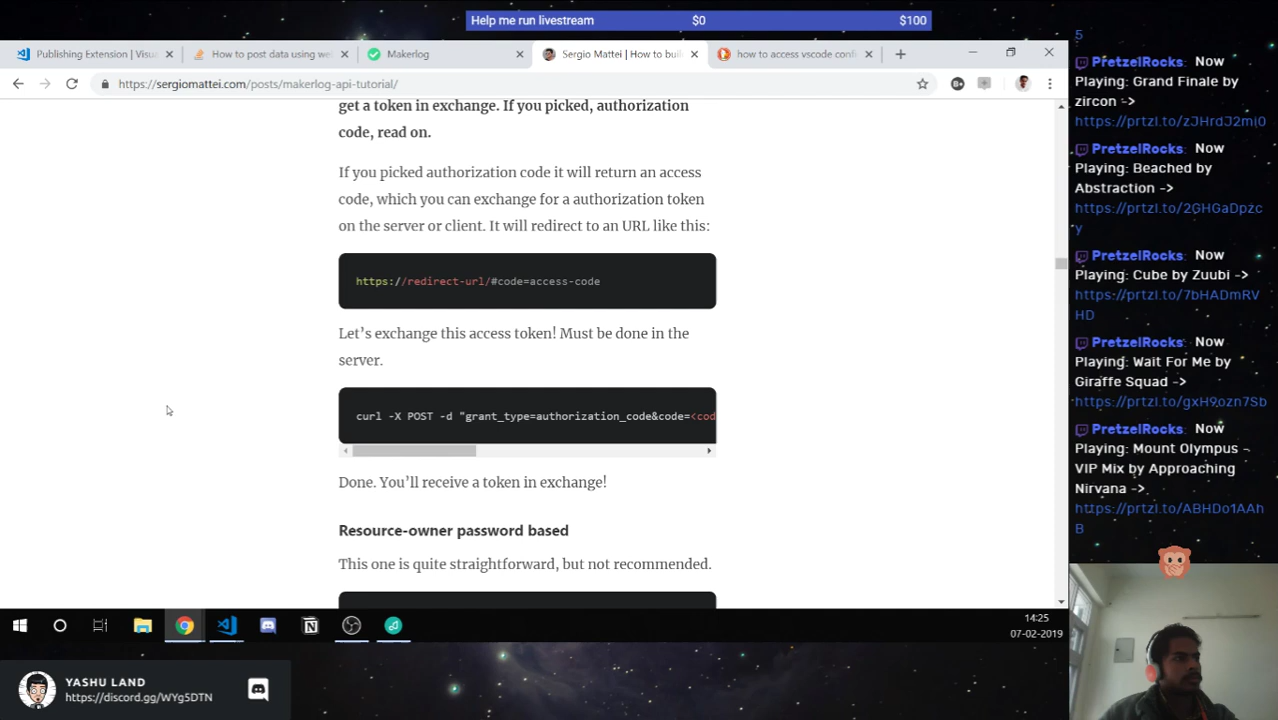 Help me run livestream $0 $100
Publishing Extension | Visu
How to post data using we
Makerlog
Sergio Mattei | How to bui
how to access vscode confi
https://sergiomattei.com/posts/makerlog-api-tutorial/
get a token in exchange. If you picked, authorization
code, read on.
If you picked authorization code it will return an access
code, which you can exchange for a authorization token
on the server or client. It will redirect to an URL like this:
https://redirect-url/#code=access-code
Let’s exchange this access token! Must be done in the
server.
curl -X POST -d "grant_type=authorization_code&code=<cod
Done. You’ll receive a token in exchange!
Resource-owner password based
This one is quite straightforward, but not recommended.
14:25
07-02-2019
5
PretzelRocks: Now
Playing: Grand Finale by
zircon ->
https://prtzl.to/zJHrdJ2mi0
PretzelRocks: Now
Playing: Beached by
Abstraction ->
https://prtzl.to/2GHGaDpzc
y
PretzelRocks: Now
Playing: Cube by Zuubi ->
https://prtzl.to/7bHADmRV
HD
PretzelRocks: Now
Playing: Wait For Me by
Giraffe Squad ->
https://prtzl.to/gxH9ozn7Sb
PretzelRocks: Now
Playing: Mount Olympus -
VIP Mix by Approaching
Nirvana ->
https://prtzl.to/ABHDo1AAh
B
YASHU LAND
https://discord.gg/WYg5DTN